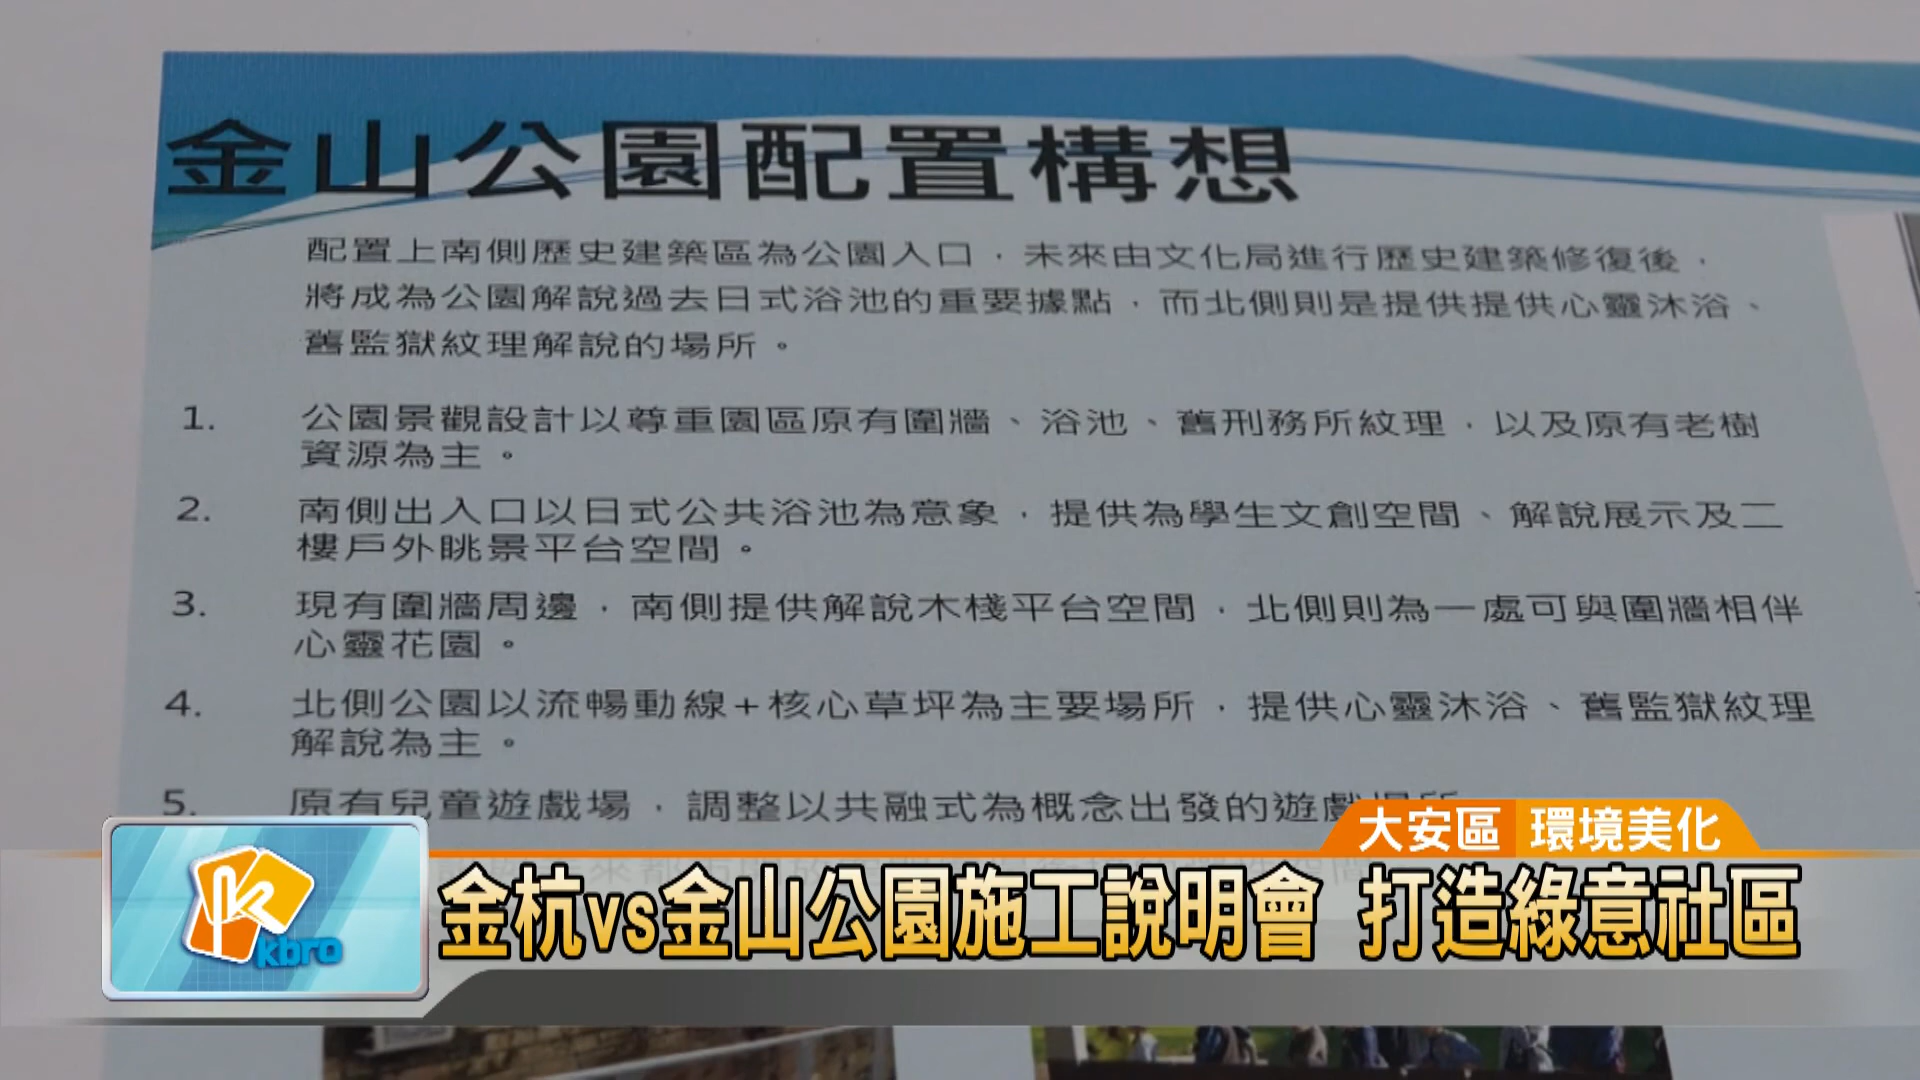 金山公園配置構想
配置上南側歷史建築區為公園入口，未來由文化局進行歷史建築修復後，
將成為公園解說過去日式浴池的重要據點，而北側則是提供提供心靈沐浴、
舊監獄紋理解說的場所。
1. 公園景觀設計以尊重園區原有圍牆、浴池、舊刑務所紋理，以及原有老樹
資源為主。
2. 南側出入口以日式公共浴池為意象，提供為學生文創空間、解說展示及二
樓戶外眺景平台空間。
3. 現有圍牆周邊，南側提供解說木棧平台空間，北側則為一處可與圍牆相伴
心靈花園。
4. 北側公園以流暢動線+核心草坪為主要場所，提供心靈沐浴、舊監獄紋理
解說為主。
5. 原有兒童遊戲場，調整以共融式為概念出發的遊戲場所
大安區 環境美化
金杭vs金山公園施工說明會 打造綠意社區
kbro